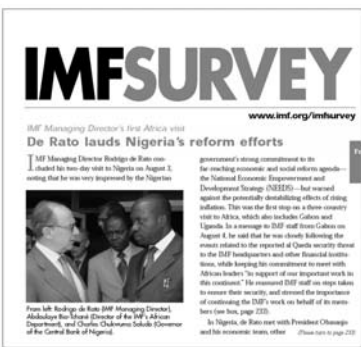 IMFSURVEY
www.imf.org/imfsurvey
IMF Managing Director's first Africa visit
De Rato lauds Nigeria's reform efforts
IMF Managing Director Rodrigo de Rato con-
cluded his two-day visit to Nigeria on August 3,
noting that he was very impressed by the Nigerian
From left: Rodrigo de Rato (IMF Managing Director),
Abdoulaye Bio-Tchané (Director of the IMF's African
Department), and Charles Chukwuma Soludo (Governor
of the Central Bank of Nigeria).
government's strong commitment to its
far-reaching economic and social reform agenda—
the National Economic Empowerment and
Development Strategy (NEEDS)—but warned
against the potentially destabilizing effects of rising
inflation. This was the first stop on a three-country
visit to Africa, which also includes Gabon and
Uganda. In a message to IMF staff from Gabon on
August 4, he said that he was closely following the
events related to the reported al Qaeda security threat
to the IMF headquarters and other financial institu-
tions, while keeping his commitment to meet with
African leaders "in support of our important work in
this continent." He reassured IMF staff on steps taken
to ensure their security, and stressed the importance
of continuing the IMF's work on behalf of its mem-
bers (see box, page 233).
In Nigeria, de Rato met with President Obasanjo
and his economic team, other (Please turn to page 233)